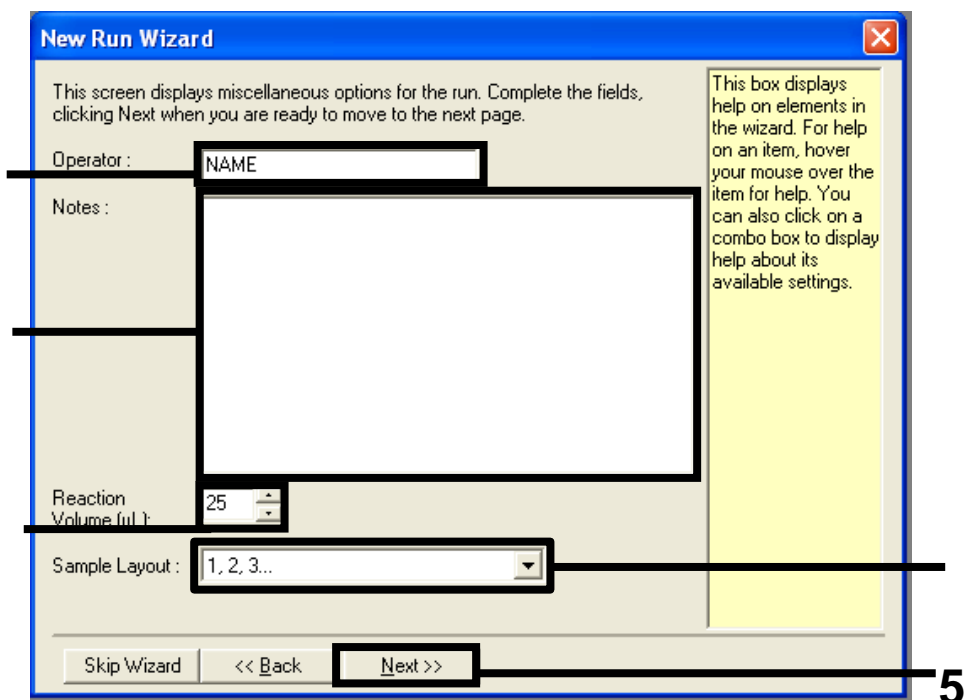 New Run Wizard
This screen displays miscellaneous options for the run. Complete the fields,
clicking Next when you are ready to move to the next page.
Operator :
NAME
Notes :
Reaction
Volume (uL):
25
Sample Layout :
1, 2, 3...
Skip Wizard
<< Back
Next >>
5
This box displays
help on elements in
the wizard. For help
on an item, hover
your mouse over the
item for help. You
can also click on a
combo box to display
help about its
available settings.